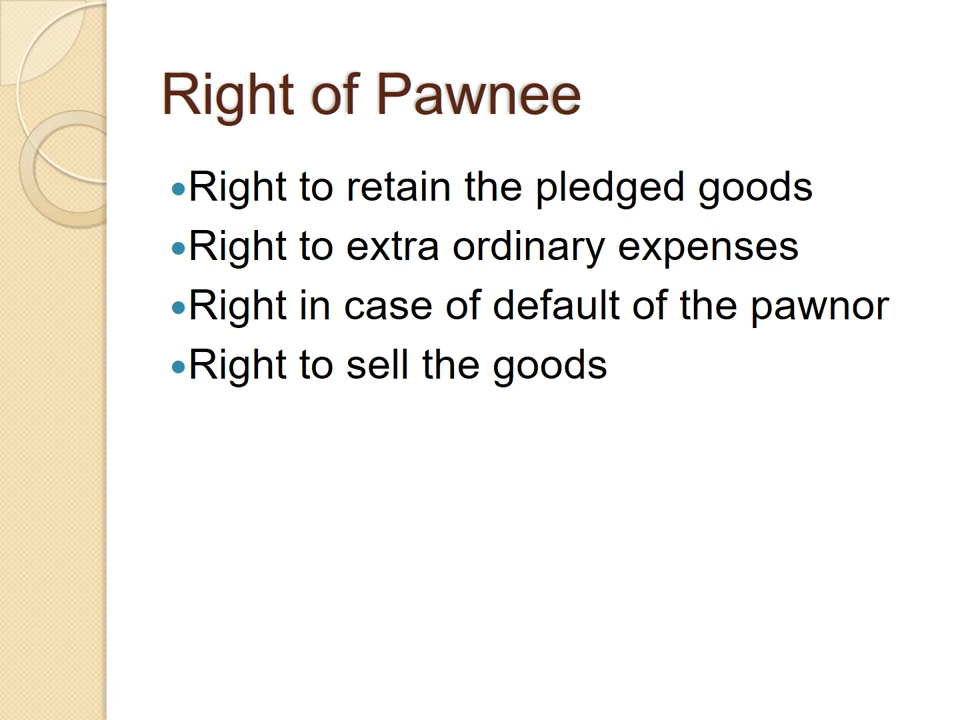 Right of Pawnee
•Right to retain the pledged goods
•Right to extra ordinary expenses
•Right in case of default of the pawnor
•Right to sell the goods